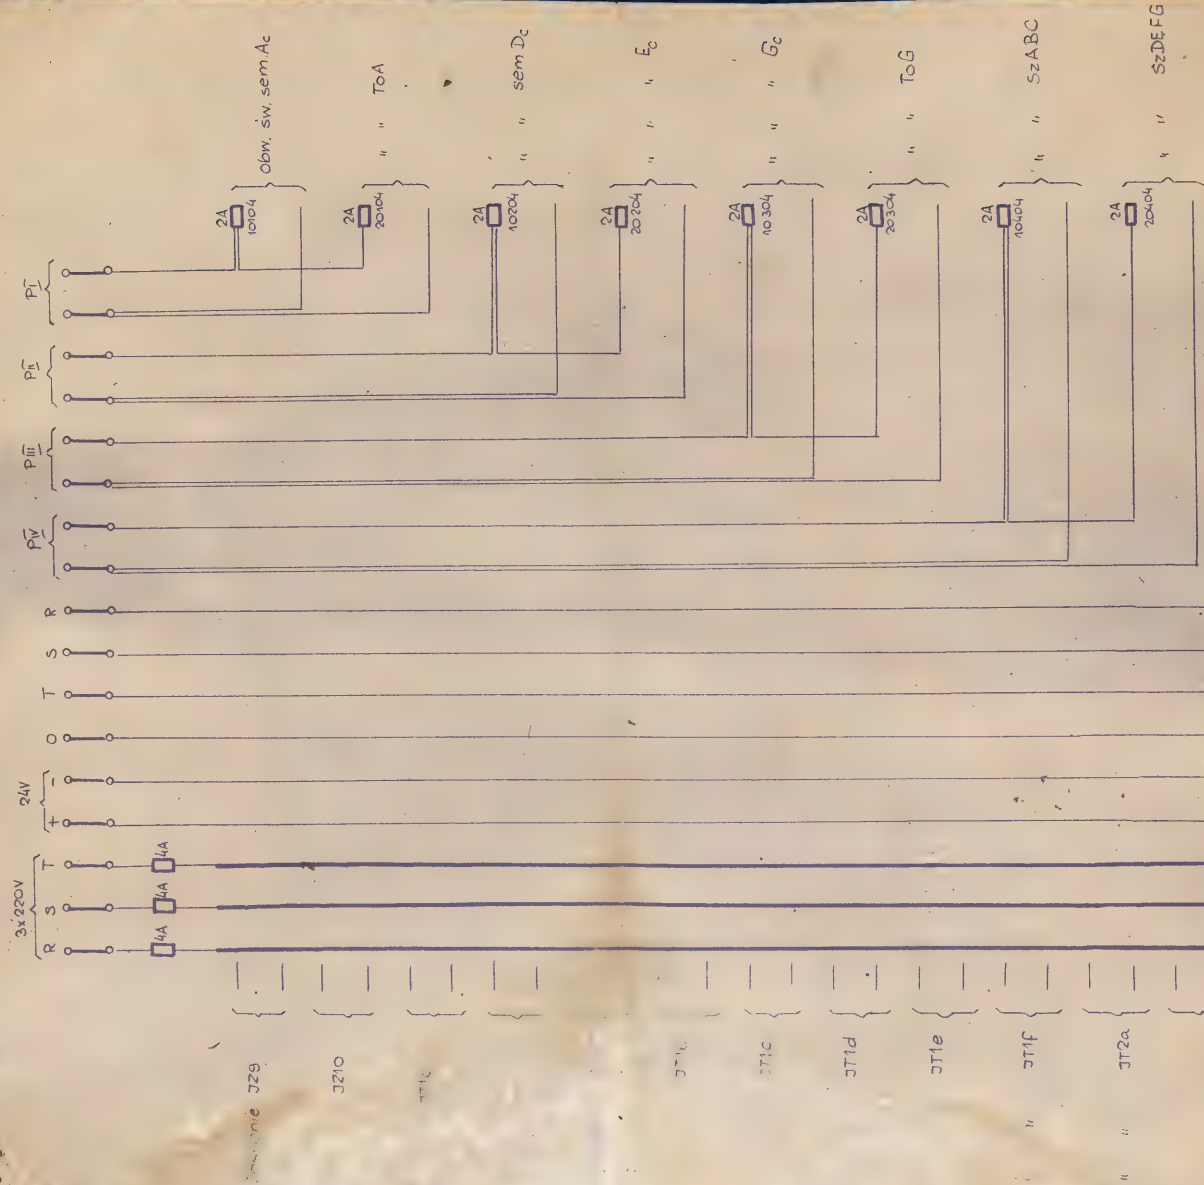 obw. św. sem. Ac
" " ToA
" " sem Dc
" " " Ec
" " " Gc
" " ToG
" " SzABC
" " SzDEFG
2A 10104
2A 20104
2A 10204
2A 20204
2A 10304
2A 20304
2A 10404
2A 20404
PI
PII
PIII
PIV
R
S
T
O
24V
-
+
3x220V
T 4A
S 4A
R 4A
JZ9
JZ10
JT1c
JT1d
JT1e
" JT1f
" " JT2a